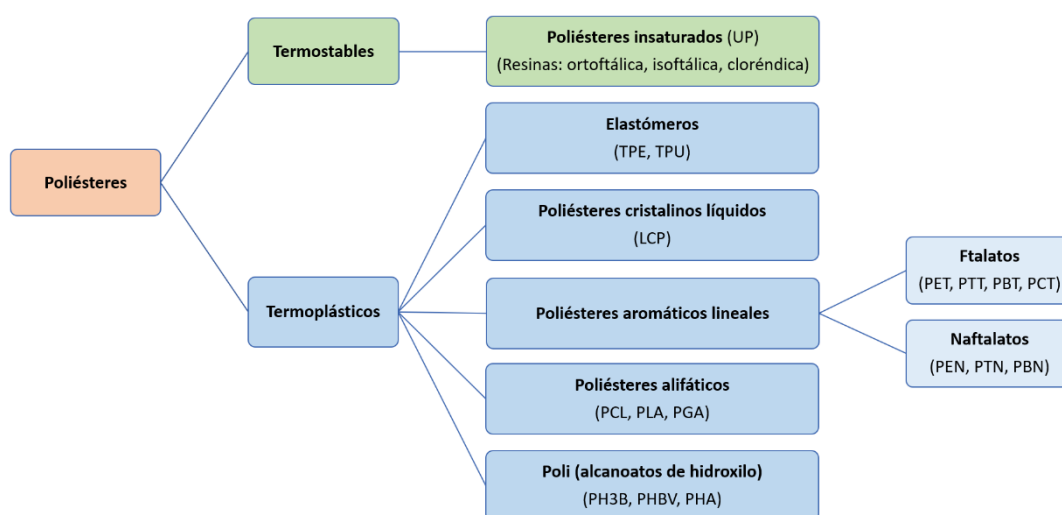 Poliésteres
Termostables
Poliésteres insaturados (UP)
(Resinas: ortoftálica, isoftálica, cloréndica)
Termoplásticos
Elastómeros
(TPE, TPU)
Poliésteres cristalinos líquidos
(LCP)
Poliésteres aromáticos lineales
Ftalatos
(PET, PTT, PBT, PCT)
Naftalatos
(PEN, PTN, PBN)
Poliésteres alifáticos
(PCL, PLA, PGA)
Poli (alcanoatos de hidroxilo)
(PH3B, PHBV, PHA)